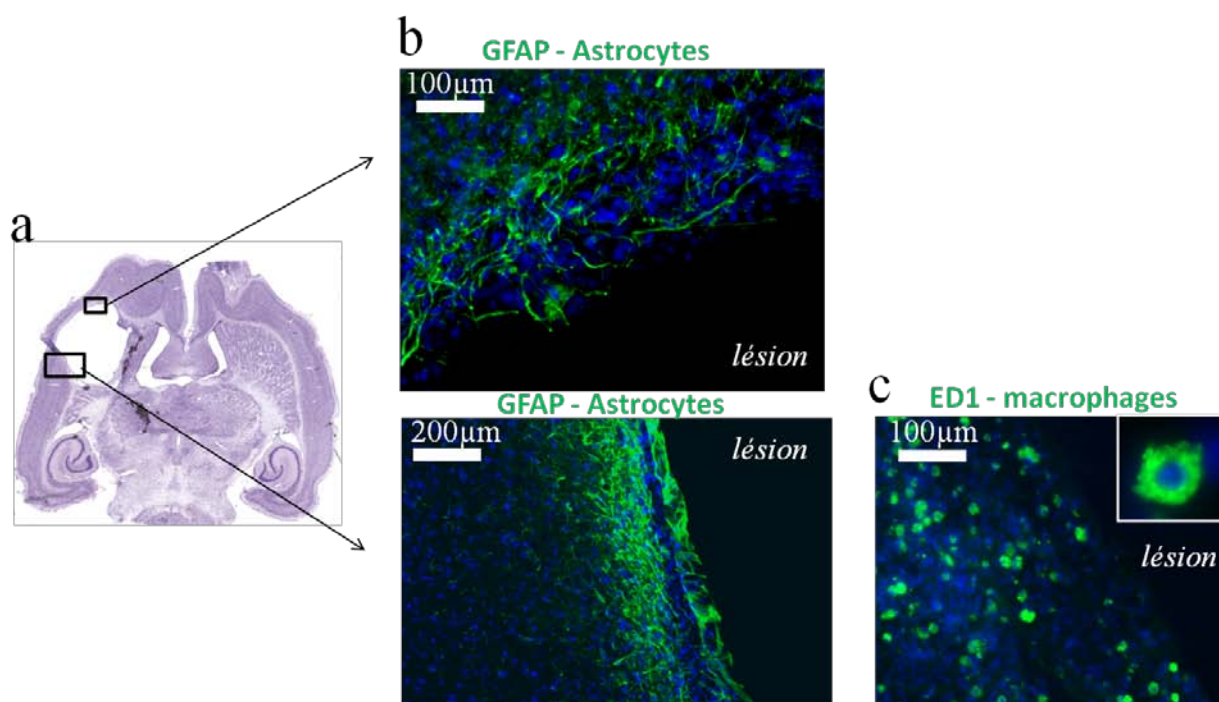 a
b
GFAP - Astrocytes
100µm
lésion
GFAP - Astrocytes
200µm
lésion
c
ED1 - macrophages
100µm
lésion